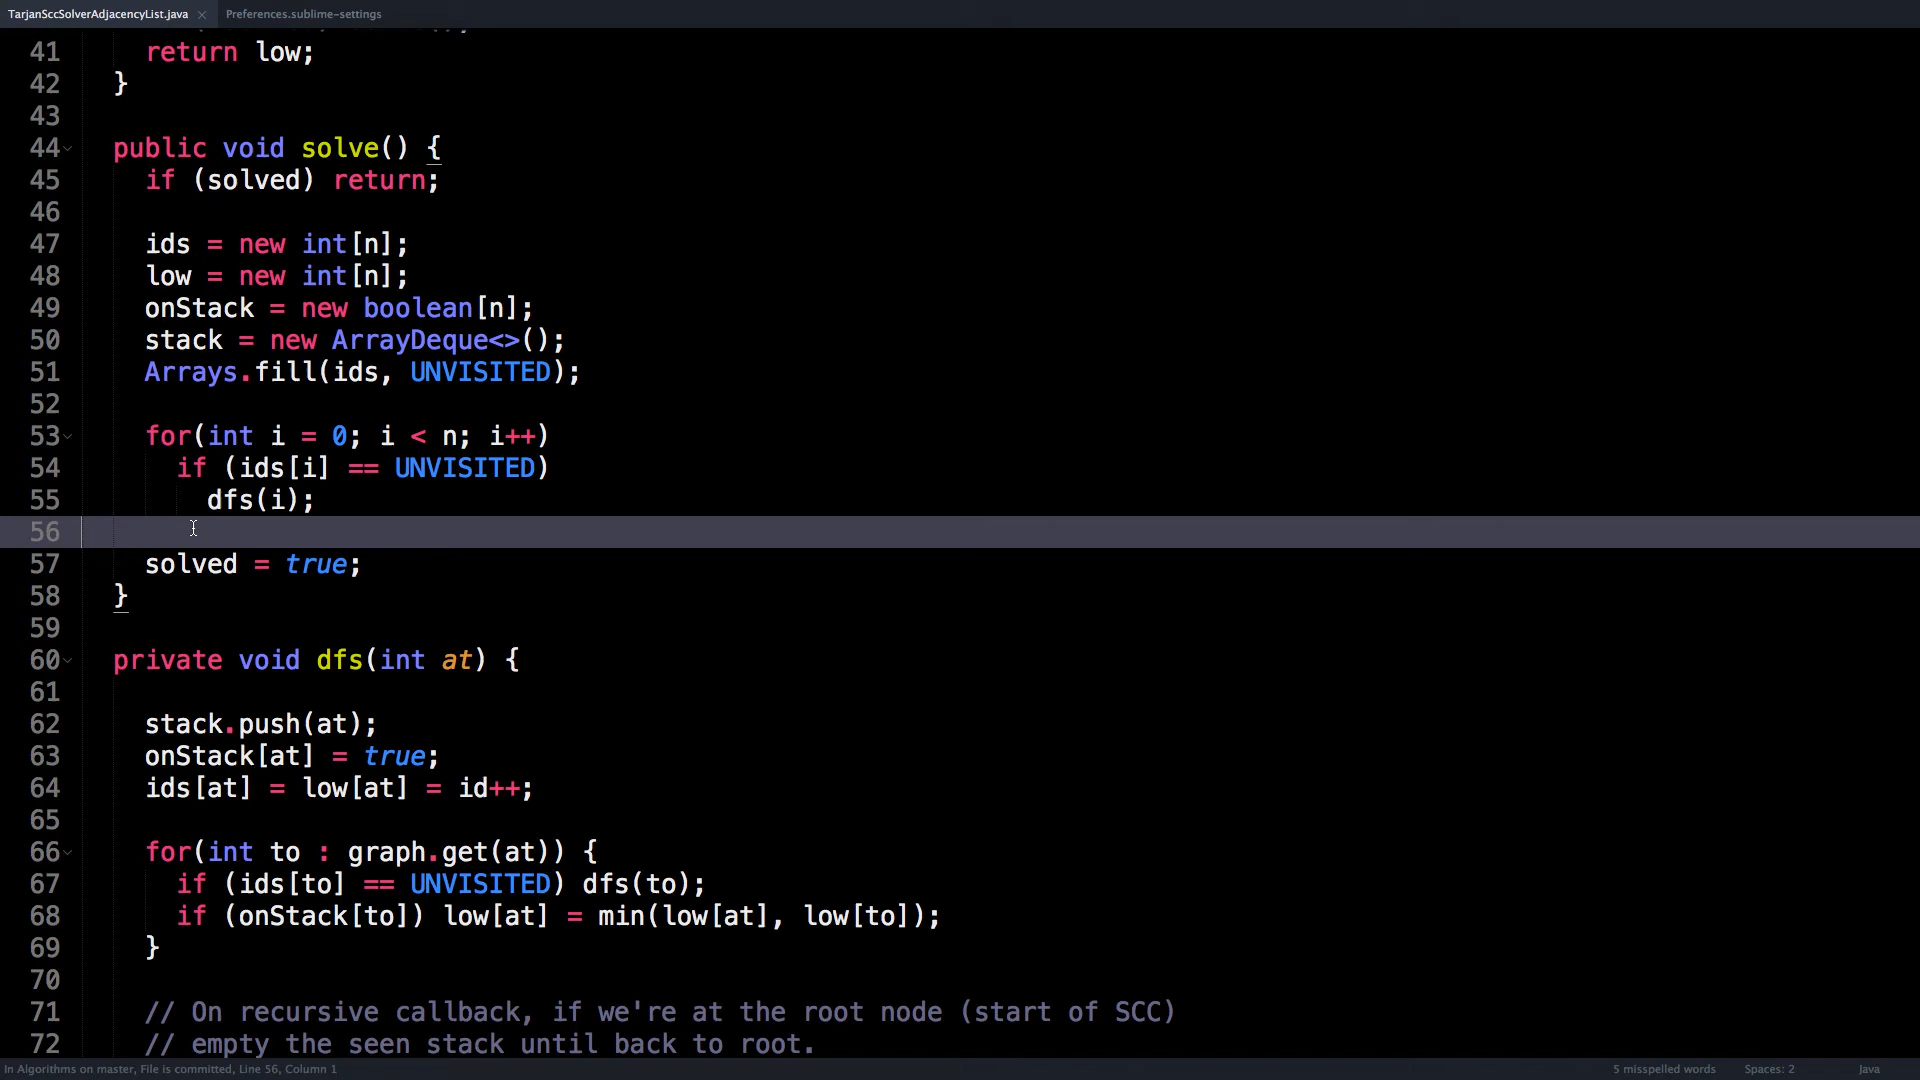 TarjanSccSolverAdjacencyList.java Preferences.sublime-settings
41 return low;
42 }
43
44 public void solve() {
45 if (solved) return;
46
47 ids = new int[n];
48 low = new int[n];
49 onStack = new boolean[n];
50 stack = new ArrayDeque<>();
51 Arrays.fill(ids, UNVISITED);
52
53 for(int i = 0; i < n; i++)
54 if (ids[i] == UNVISITED)
55 dfs(i);
56
57 solved = true;
58 }
59
60 private void dfs(int at) {
61
62 stack.push(at);
63 onStack[at] = true;
64 ids[at] = low[at] = id++;
65
66 for(int to : graph.get(at)) {
67 if (ids[to] == UNVISITED) dfs(to);
68 if (onStack[to]) low[at] = min(low[at], low[to]);
69 }
70
71 // On recursive callback, if we're at the root node (start of SCC)
72 // empty the seen stack until back to root.
In Algorithms on master, File is committed, Line 56, Column 1 5 misspelled words Spaces: 2 Java